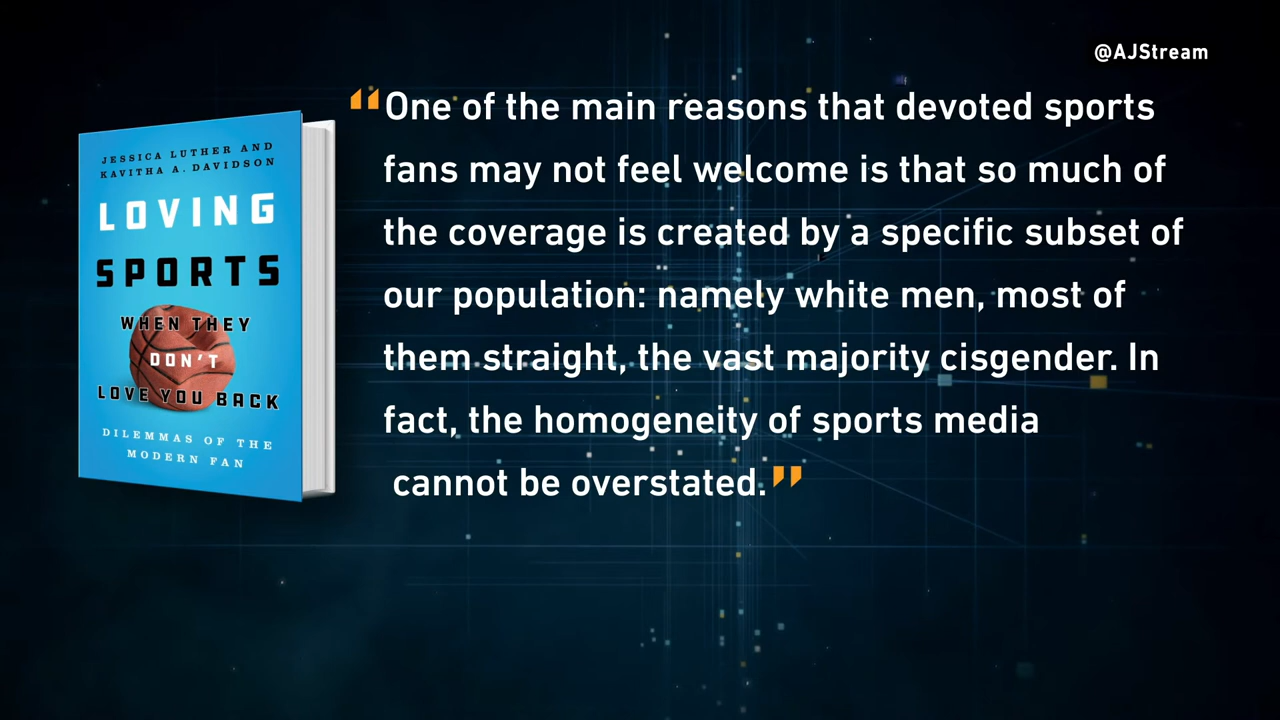 @AJStream
JESSICA LUTHER AND
KAVITHA A. DAVIDSON
LOVING
SPORTS
WHEN THEY
DON'T
LOVE YOU BACK
DILEMMAS OF THE
MODERN FAN
“One of the main reasons that devoted sports
fans may not feel welcome is that so much of
the coverage is created by a specific subset of
our population: namely white men, most of
them straight, the vast majority cisgender. In
fact, the homogeneity of sports media
cannot be overstated.”